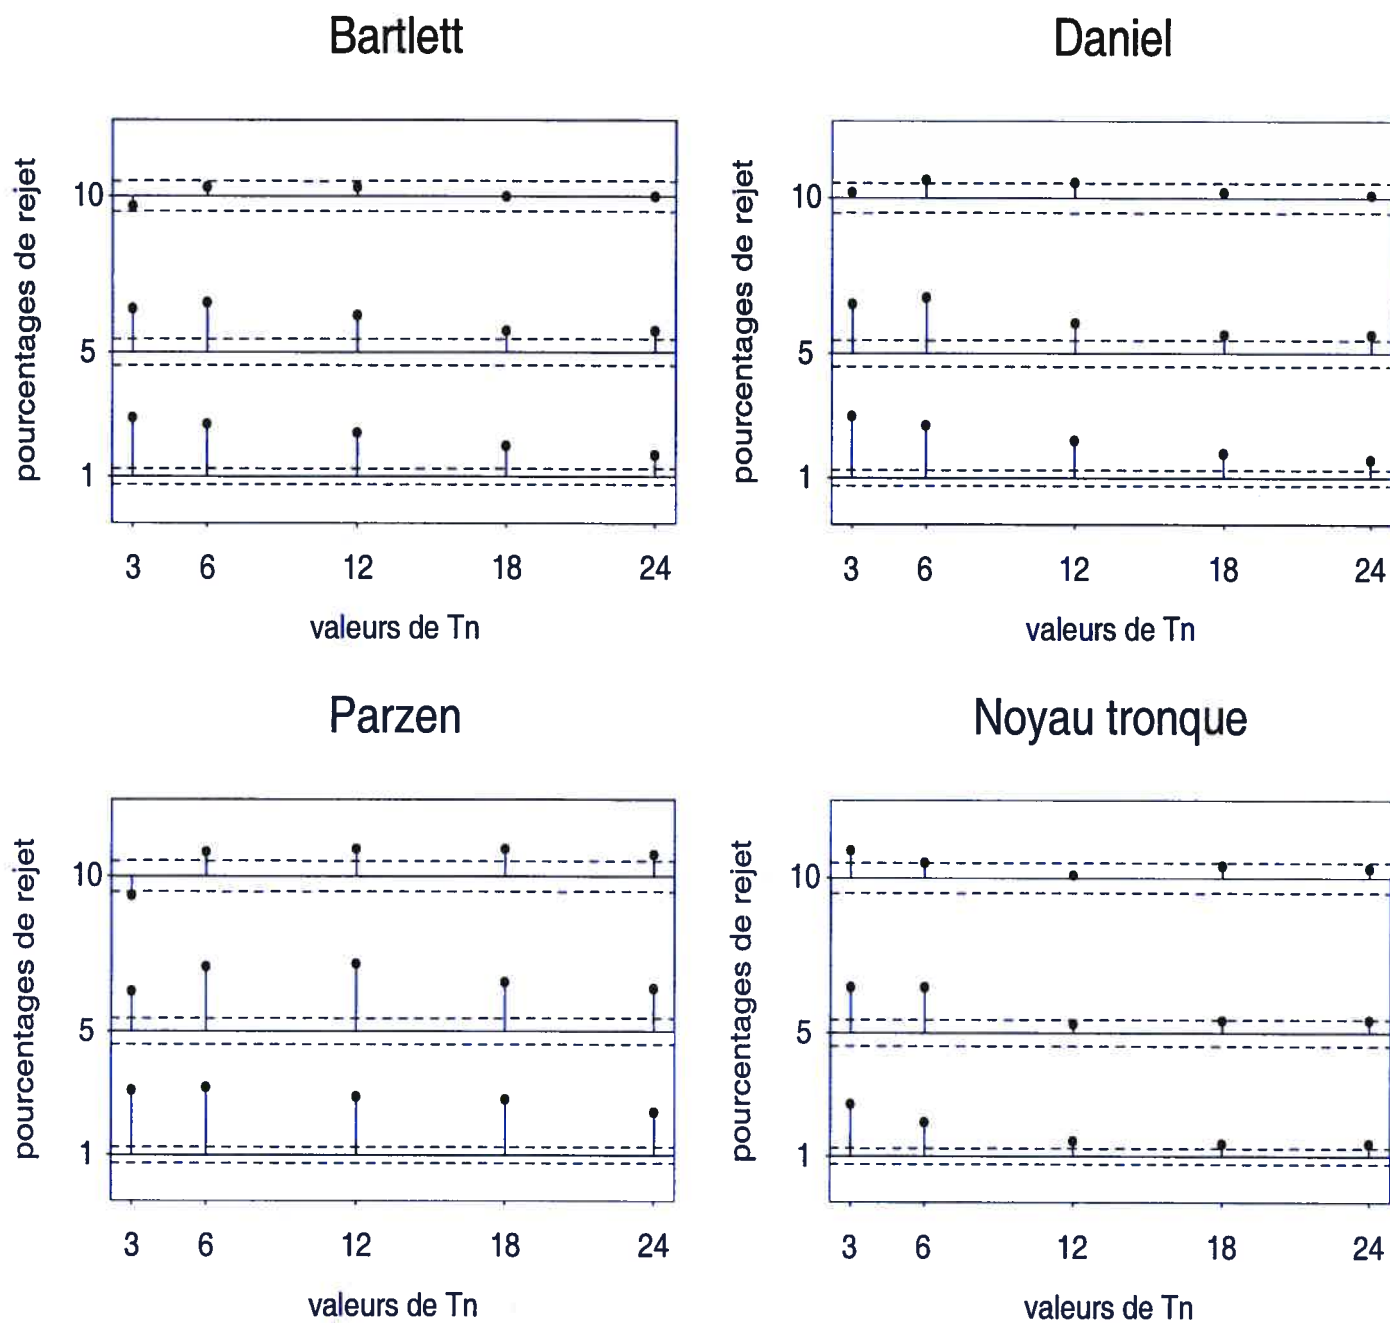 Bartlett
pourcentages de rejet
10
5
1
3 6 12 18 24
valeurs de Tn
Daniel
pourcentages de rejet
10
5
1
3 6 12 18 24
valeurs de Tn
Parzen
pourcentages de rejet
10
5
1
3 6 12 18 24
valeurs de Tn
Noyau tronque
pourcentages de rejet
10
5
1
3 6 12 18 24
valeurs de Tn